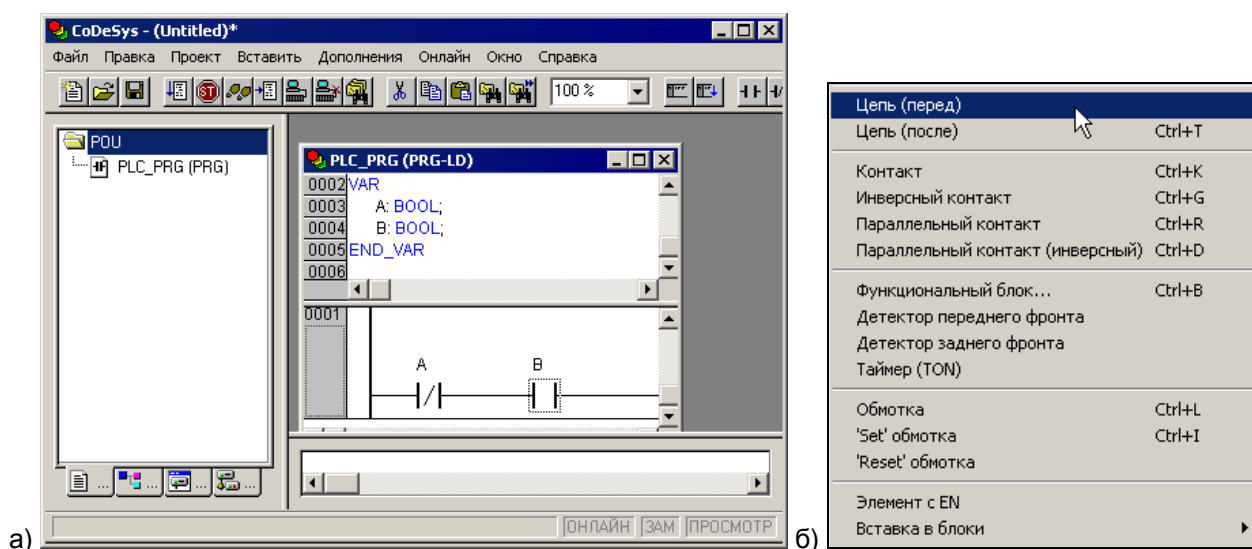 CoDeSys - (Untitled)*
Файл Правка Проект Вставить Дополнения Онлайн Окно Справка
100 %
POU
PLC_PRG (PRG)
PLC_PRG (PRG-LD)
0002 VAR
0003 A: BOOL;
0004 B: BOOL;
0005 END_VAR
0006
0001
A B
... ... ... ...
ОНЛАЙН ЗАМ ПРОСМОТР
а)
Цепь (перед)
Цепь (после) Ctrl+T
Контакт Ctrl+K
Инверсный контакт Ctrl+G
Параллельный контакт Ctrl+R
Параллельный контакт (инверсный) Ctrl+D
Функциональный блок... Ctrl+B
Детектор переднего фронта
Детектор заднего фронта
Таймер (TON)
Обмотка Ctrl+L
'Set' обмотка Ctrl+I
'Reset' обмотка
Элемент с EN
Вставка в блоки
б)